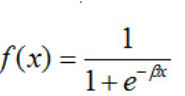 f(x) = 1 / (1 + e^{-βx})